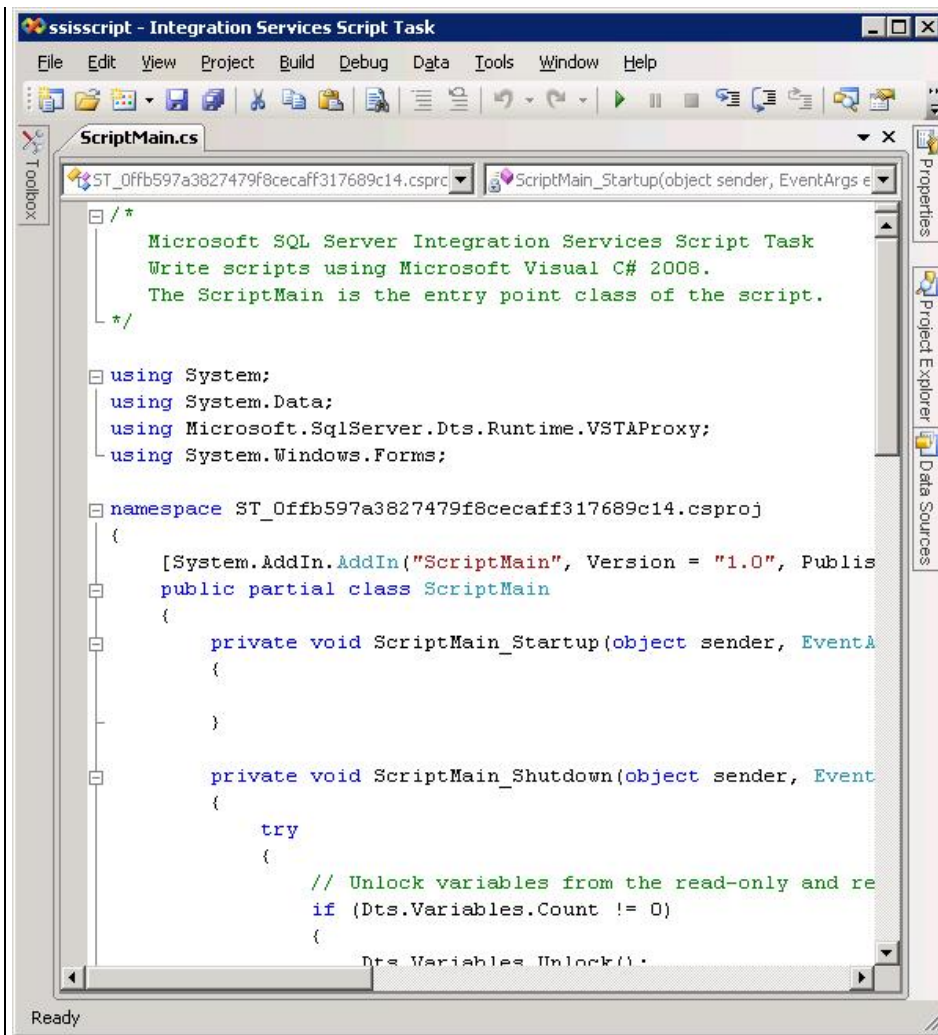 ssisscript - Integration Services Script Task
File Edit View Project Build Debug Data Tools Window Help
ScriptMain.cs
Toolbox
ST_0ffb597a3827479f8cecaff317689c14.csprc
ScriptMain_Startup(object sender, EventArgs e
Properties
Project Explorer
Data Sources
/*
Microsoft SQL Server Integration Services Script Task
Write scripts using Microsoft Visual C# 2008.
The ScriptMain is the entry point class of the script.
*/
using System;
using System.Data;
using Microsoft.SqlServer.Dts.Runtime.VSTAProxy;
using System.Windows.Forms;
namespace ST_0ffb597a3827479f8cecaff317689c14.csproj
{
[System.AddIn.AddIn("ScriptMain", Version = "1.0", Publis
public partial class ScriptMain
{
private void ScriptMain_Startup(object sender, EventA
{
}
private void ScriptMain_Shutdown(object sender, Event
{
try
{
// Unlock variables from the read-only and re
if (Dts.Variables.Count != 0)
{
Dts.Variables.Unlock();
Ready